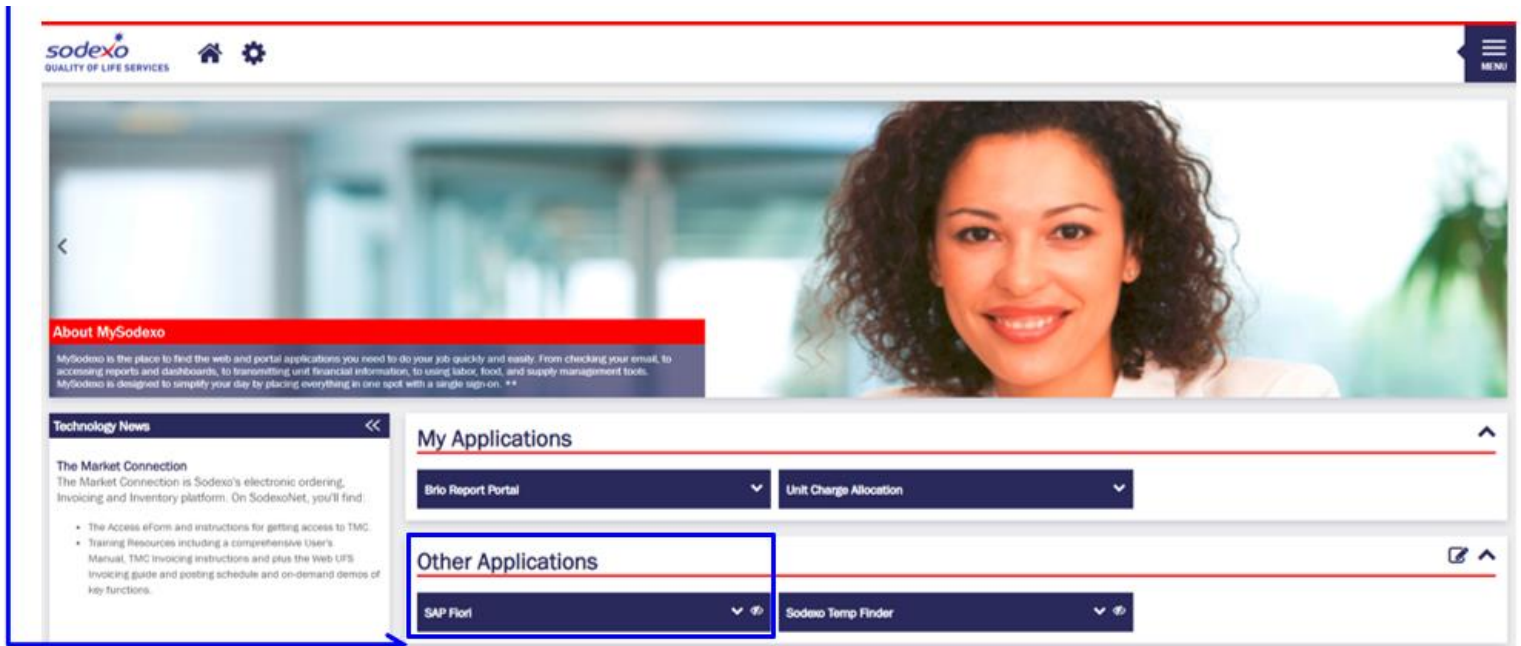 sodexo
QUALITY OF LIFE SERVICES
MENU
About MySodexo
MySodexo is the place to find the web and portal applications you need to do your job quickly and easily. From checking your email, to
accessing reports and dashboards, to transmitting unit financial information, to using labor, food, and supply management tools.
MySodexo is designed to simplify your day by placing everything in one spot with a single sign-on. **
Technology News
The Market Connection
The Market Connection is Sodexo's electronic ordering,
Invoicing and Inventory platform. On SodexoNet, you'll find:
• The Access eForm and instructions for getting access to TMC.
• Training Resources including a comprehensive User's
Manual, TMC Invoicing instructions and plus the Web UFS
Invoicing guide and posting schedule and on-demand demos of
key functions.
My Applications
Brio Report Portal
Unit Charge Allocation
Other Applications
SAP Fiori
Sodexo Temp Finder